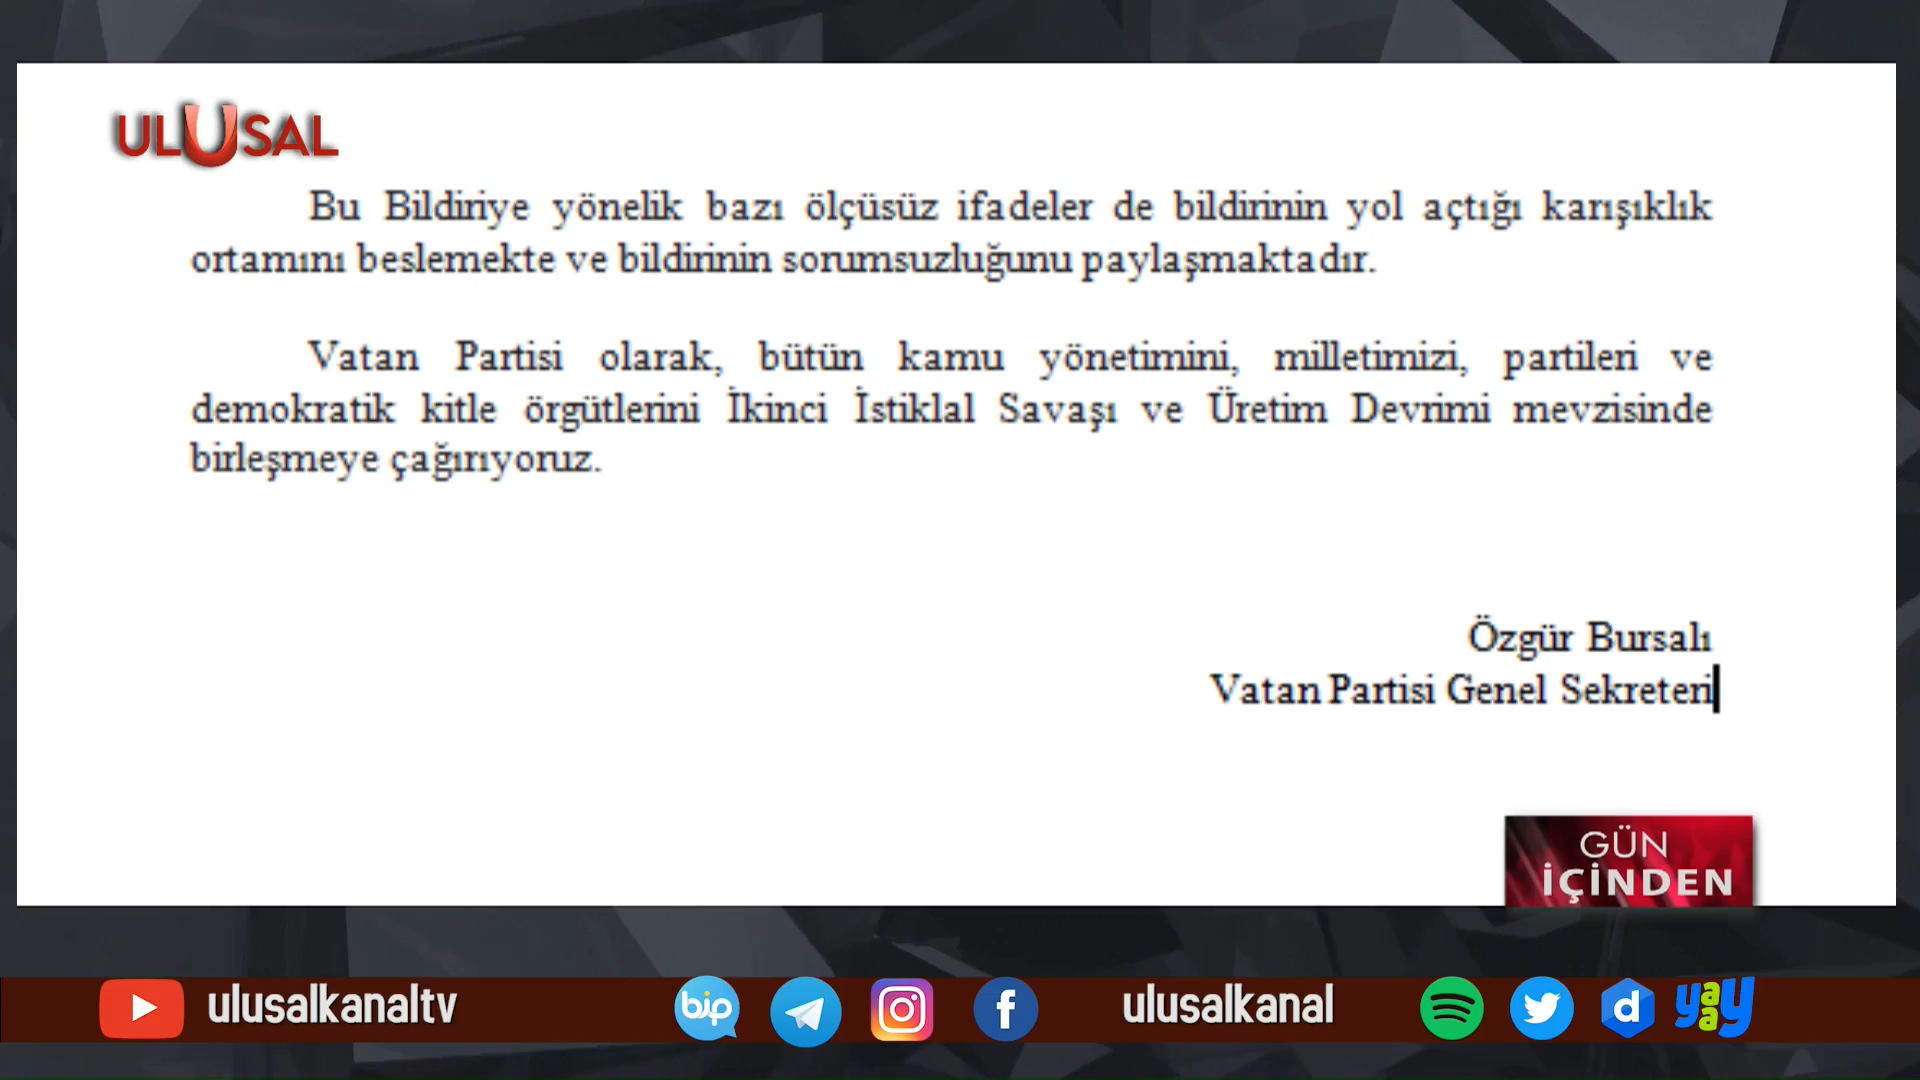 ULUSAL
Bu Bildiriye yönelik bazı ölçüsüz ifadeler de bildirinin yol açtığı karışıklık
ortamını beslemekte ve bildirinin sorumsuzluğunu paylaşmaktadır.
Vatan Partisi olarak, bütün kamu yönetimini, milletimizi, partileri ve
demokratik kitle örgütlerini İkinci İstiklal Savaşı ve Üretim Devrimi mevzisinde
birleşmeye çağırıyoruz.
Özgür Bursalı
Vatan Partisi Genel Sekreteri
GÜN
İÇİNDEN
ulusalkanaltv
bip
ulusalkanal
d
yaay